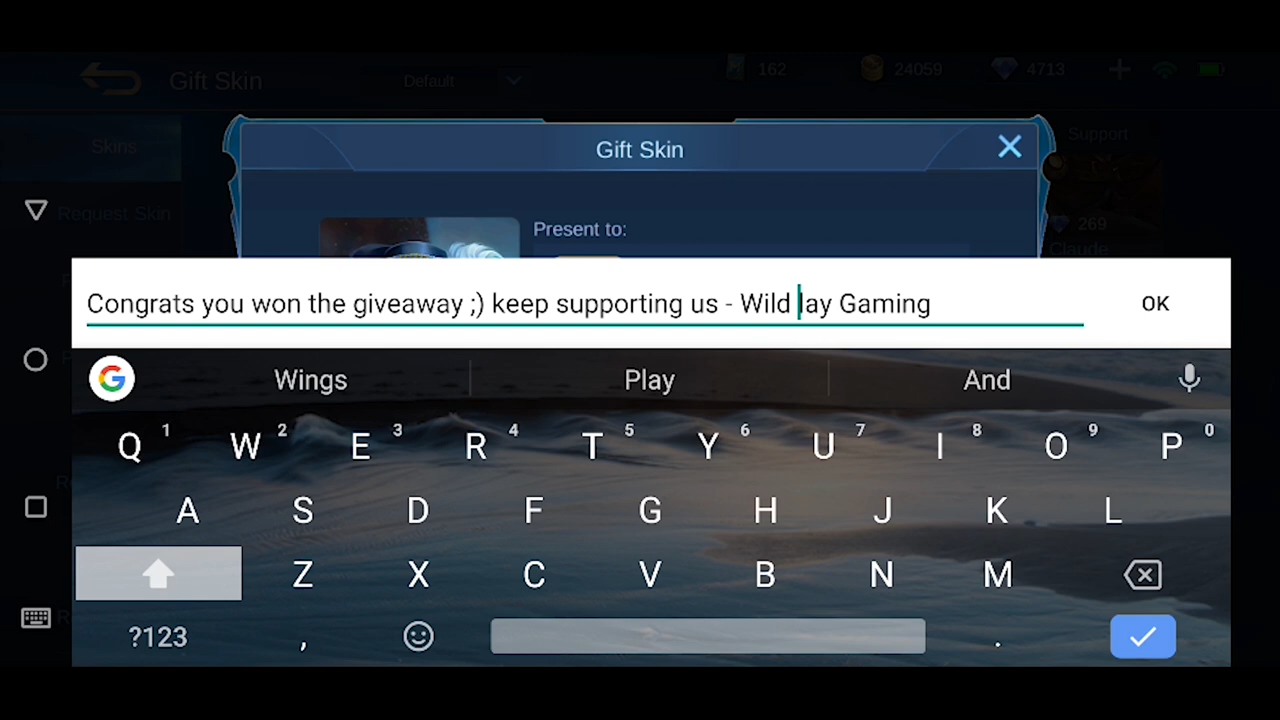 Gift Skin
Default
162
24059
4713
Skins
Support
Gift Skin
Request Skin
Present to:
269
Claude
Congrats you won the giveaway ;) keep supporting us - Wild lay Gaming
OK
Wings
Play
And
Q 1 W 2 E 3 R 4 T 5 Y 6 U 7 I 8 O 9 P 0
A S D F G H J K L
Z X C V B N M
?123 , .